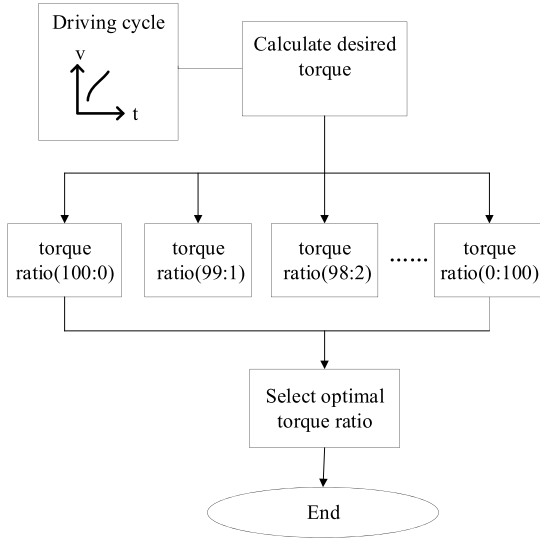 Driving cycle
v
t
Calculate desired
torque
torque
ratio(100:0)
torque
ratio(99:1)
torque
ratio(98:2)
......
torque
ratio(0:100)
Select optimal
torque ratio
End